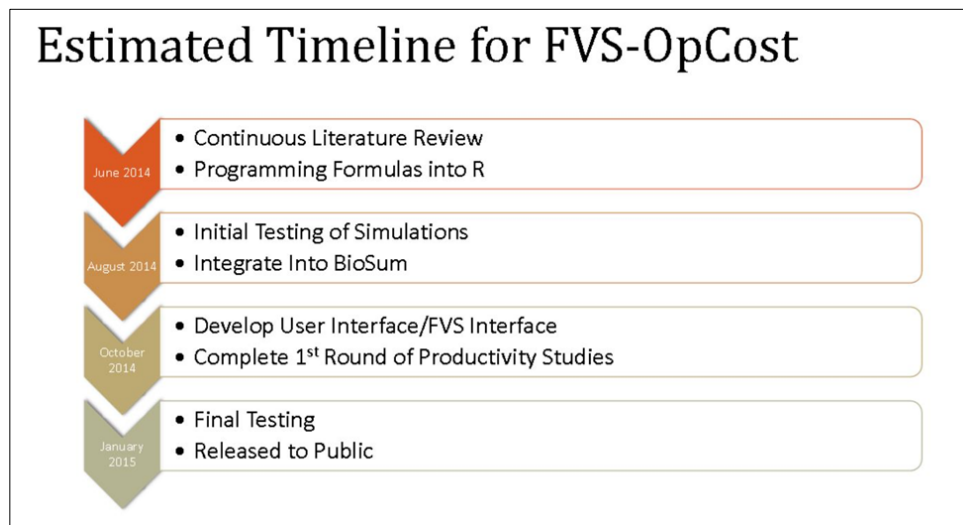 Estimated Timeline for FVS-OpCost
June 2014
• Continuous Literature Review
• Programming Formulas into R
August 2014
• Initial Testing of Simulations
• Integrate Into BioSum
October
2014
• Develop User Interface/FVS Interface
• Complete 1st Round of Productivity Studies
January
2015
• Final Testing
• Released to Public